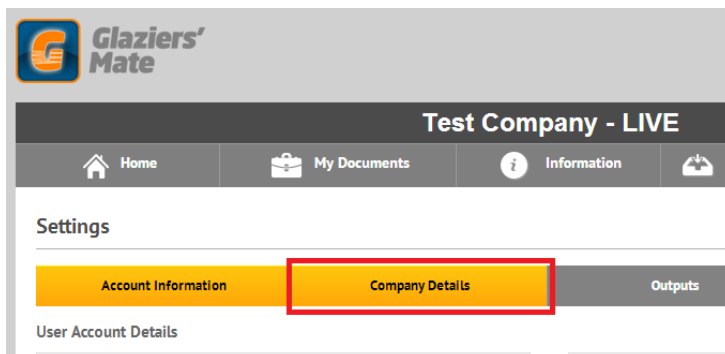 Glaziers'
Mate
Test Company - LIVE
Home My Documents i Information
Settings
Account Information Company Details Outputs
User Account Details